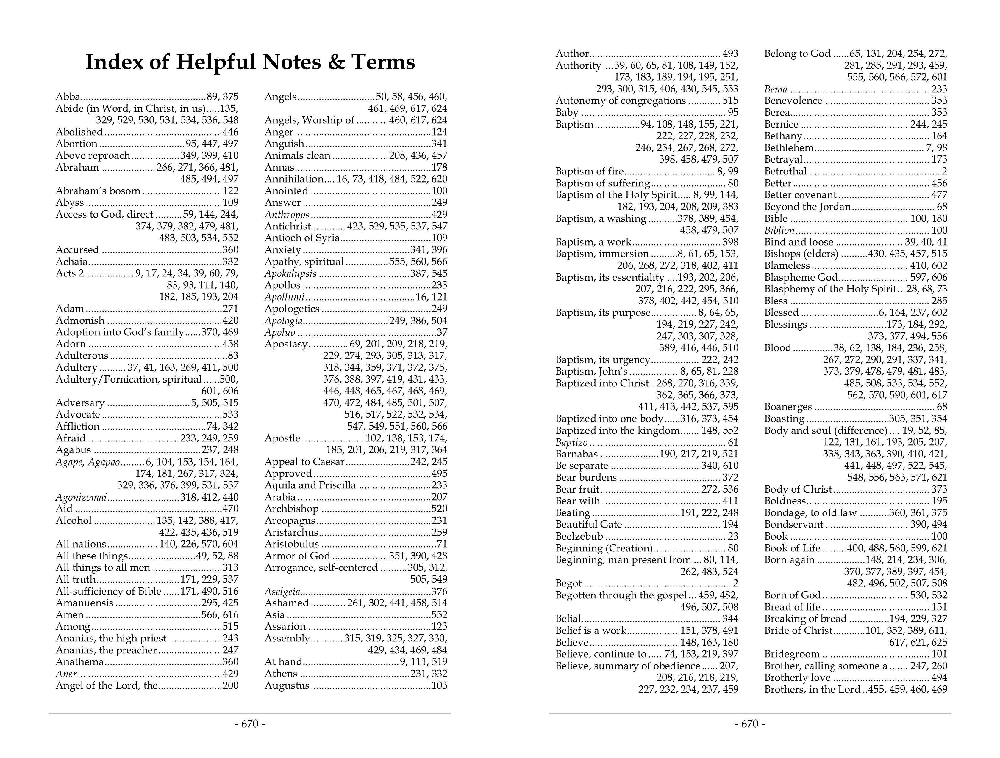 Index of Helpful Notes & Terms
Abba................................................89, 375
Abide (in Word, in Christ, in us).....135,
329, 529, 530, 531, 534, 536, 548
Abolished.............................................446
Abortion.................................95, 447, 497
Above reproach..................349, 399, 410
Abraham ....................266, 271, 366, 481,
485, 494, 497
Abraham's bosom...............................122
Abyss ....................................................109
Access to God, direct ..........59, 144, 244,
374, 379, 382, 479, 481,
483, 503, 534, 552
Accursed ..............................................360
Achaia...................................................332
Acts 2 ...................9, 17, 24, 34, 39, 60, 79,
83, 93, 111, 140,
182, 185, 193, 204
Adam....................................................271
Admonish ............................................420
Adoption into God's family......370, 469
Adorn ...................................................458
Adulterous.............................................83
Adultery..........37, 41, 163, 269, 411, 500
Adultery/Fornication, spiritual ......500,
601, 606
Adversary ................................5, 505, 515
Advocate..............................................533
Affliction ........................................74, 342
Afraid ...................................233, 249, 259
Agabus .........................................237, 248
Agape, Agapao.........6, 104, 153, 154, 164,
174, 181, 267, 317, 324,
329, 336, 376, 399, 531, 537
Agonizomai............................318, 412, 440
Aid ........................................................470
Alcohol ........................135, 142, 388, 417,
422, 435, 436, 519
All nations....................140, 226, 570, 604
All these things..........................49, 52, 88
All things to all men ...........................313
All truth................................171, 229, 537
All-sufficiency of Bible ......171, 490, 516
Amanuensis .................................295, 425
Amen ............................................566, 616
Among..................................................515
Ananias, the high priest .....................243
Ananias, the preacher.........................247
Anathema.............................................360
Aner.......................................................429
Angel of the Lord, the.........................200
Angels..............................50, 58, 456, 460,
461, 469, 617, 624
Angels, Worship of ............460, 617, 624
Anger....................................................124
Anguish................................................341
Animals clean......................208, 436, 457
Annas....................................................178
Annihilation....16, 73, 418, 484, 522, 620
Anointed ..............................................100
Answer.................................................249
Anthropos..............................................429
Antichrist ............423, 529, 535, 537, 547
Antioch of Syria...................................109
Anxiety.........................................341, 396
Apathy, spiritual .................555, 560, 566
Apokalupsis ...................................387, 545
Apollos .................................................233
Apollumi..........................................16, 121
Apologetics ..........................................249
Apologia.................................249, 386, 504
Apoluo .....................................................37
Apostasy...............69, 201, 209, 218, 219,
229, 274, 293, 305, 313, 317,
318, 344, 359, 371, 372, 375,
376, 388, 397, 419, 431, 433,
446, 448, 465, 467, 468, 469,
470, 472, 484, 485, 501, 507,
516, 517, 522, 532, 534,
547, 549, 551, 560, 566
Apostle ........................102, 138, 153, 174,
185, 201, 206, 219, 317, 364
Appeal to Caesar.........................242, 245
Approved.............................................495
Aquila and Priscilla ............................233
Arabia...................................................207
Archbishop ..........................................520
Areopagus............................................231
Aristarchus...........................................259
Aristobulus ............................................71
Armor of God ......................351, 390, 428
Arrogance, self-centered ..........305, 312,
505, 549
Aselgeia..................................................376
Ashamed .............261, 302, 441, 458, 514
Asia.......................................................552
Assarion ...............................................123
Assembly............315, 319, 325, 327, 330,
429, 434, 469, 484
At hand.....................................9, 111, 519
Athens ..........................................231, 332
Augustus..............................................103
- 670 -
Author.................................................. 493
Authority....39, 60, 65, 81, 108, 149, 152,
173, 183, 189, 194, 195, 251,
293, 300, 315, 406, 430, 545, 553
Autonomy of congregations ............ 515
Baby ....................................................... 95
Baptism..................94, 108, 148, 155, 221,
222, 227, 228, 232,
246, 254, 267, 268, 272,
398, 458, 479, 507
Baptism of fire................................... 8, 99
Baptism of suffering............................ 80
Baptism of the Holy Spirit..... 8, 99, 144,
182, 193, 204, 208, 209, 383
Baptism, a washing ...........378, 389, 454,
458, 479, 507
Baptism, a work.................................. 398
Baptism, immersion ..........8, 61, 65, 153,
206, 268, 272, 318, 402, 411
Baptism, its essentiality ....193, 202, 206,
207, 216, 222, 295, 366,
378, 402, 442, 454, 510
Baptism, its purpose................. 8, 64, 65,
194, 219, 227, 242,
247, 303, 307, 328,
389, 416, 446, 510
Baptism, its urgency.................. 222, 242
Baptism, John's ...................8, 65, 81, 228
Baptized into Christ ..268, 270, 316, 339,
362, 365, 366, 373,
411, 413, 442, 537, 595
Baptized into one body......316, 373, 454
Baptized into the kingdom....... 148, 552
Baptizo .................................................... 61
Barnabas ......................190, 217, 219, 521
Be separate ................................. 340, 610
Bear burdens....................................... 372
Bear fruit..................................... 272, 536
Bear with ............................................. 411
Beating.................................191, 222, 248
Beautiful Gate ..................................... 194
Beelzebub .............................................. 23
Beginning (Creation)........................... 80
Beginning, man present from ... 80, 114,
262, 483, 524
Begot ........................................................ 2
Begotten through the gospel... 459, 482,
496, 507, 508
Belial..................................................... 344
Belief is a work....................151, 378, 491
Believe..................................148, 163, 180
Believe, continue to ......74, 153, 219, 397
Believe, summary of obedience...... 207,
208, 216, 218, 219,
227, 232, 234, 237, 459
Belong to God ......65, 131, 204, 254, 272,
281, 285, 291, 293, 459,
555, 560, 566, 572, 601
Bema ...................................................... 233
Benevolence ........................................ 353
Berea..................................................... 353
Bernice ......................................... 244, 245
Bethany................................................ 164
Bethlehem.......................................... 7, 98
Betrayal................................................ 173
Betrothal .................................................. 2
Better.................................................... 456
Better covenant................................... 477
Beyond the Jordan............................... 68
Bible ............................................. 100, 180
Biblion................................................... 100
Bind and loose ......................... 39, 40, 41
Bishops (elders) ..........430, 435, 457, 515
Blameless..................................... 410, 602
Blaspheme God........................... 597, 606
Blasphemy of the Holy Spirit...28, 68, 73
Bless ..................................................... 285
Blessed..............................6, 164, 237, 602
Blessings..............................173, 184, 292,
373, 377, 494, 556
Blood...............38, 62, 138, 184, 236, 258,
267, 272, 290, 291, 337, 341,
373, 379, 478, 479, 481, 483,
485, 508, 533, 534, 552,
562, 570, 590, 601, 617
Boanerges .............................................. 68
Boasting................................305, 351, 354
Body and soul (difference).... 19, 52, 85,
122, 131, 161, 193, 205, 207,
338, 343, 363, 390, 410, 421,
441, 448, 497, 522, 545,
548, 556, 563, 571, 621
Body of Christ..................................... 373
Boldness............................................... 195
Bondage, to old law ...........360, 361, 375
Bondservant................................ 390, 494
Book ..................................................... 100
Book of Life .........400, 488, 560, 599, 621
Born again ..................148, 214, 234, 306,
370, 377, 389, 397, 454,
482, 496, 502, 507, 508
Born of God................................. 530, 532
Bread of life ......................................... 151
Breaking of bread ...............194, 229, 327
Bride of Christ............101, 352, 389, 611,
617, 621, 625
Bridegroom ......................................... 101
Brother, calling someone a....... 247, 260
Brotherly love ..................................... 494
Brothers, in the Lord ..455, 459, 460, 469
- 670 -